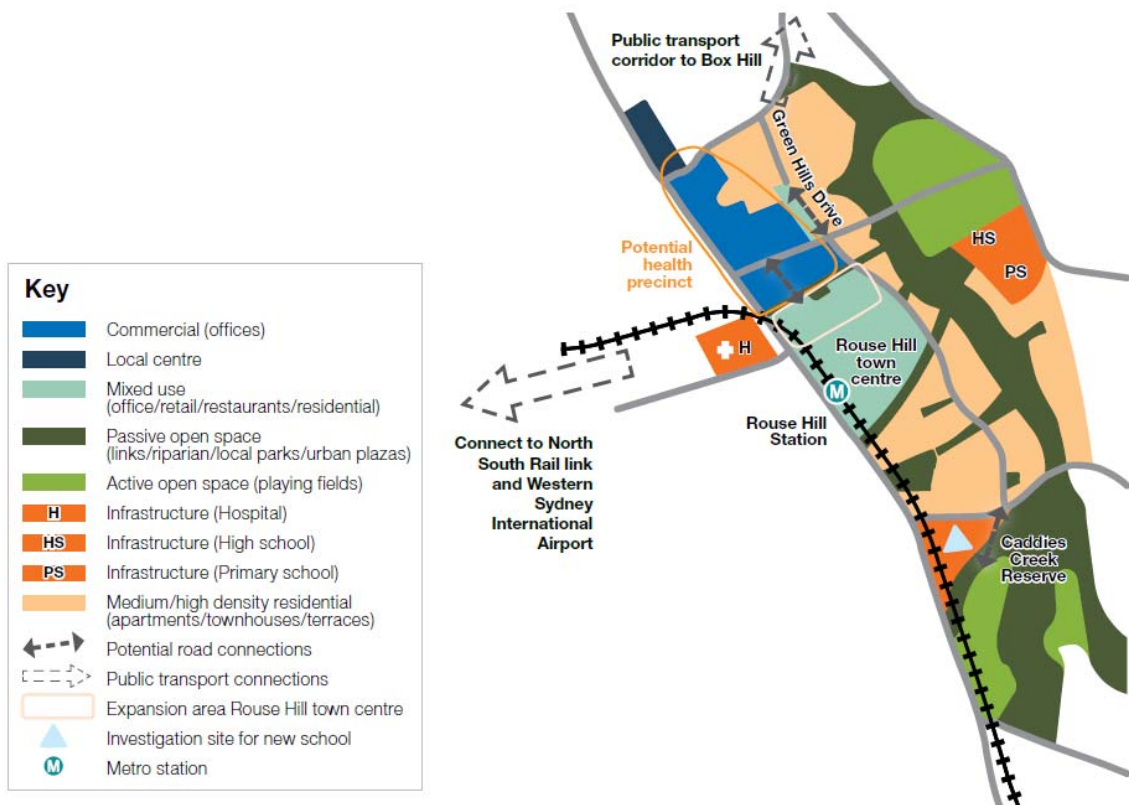 Public transport
corridor to Box Hill
Green Hills Drive
HS
PS
Potential
health
precinct
H
Rouse Hill
town
centre
M
Rouse Hill
Station
Connect to North
South Rail link
and Western
Sydney
International
Airport
Caddies
Creek
Reserve
Key
Commercial (offices)
Local centre
Mixed use
(office/retail/restaurants/residential)
Passive open space
(links/riparian/local parks/urban plazas)
Active open space (playing fields)
H Infrastructure (Hospital)
HS Infrastructure (High school)
PS Infrastructure (Primary school)
Medium/high density residential
(apartments/townhouses/terraces)
Potential road connections
Public transport connections
Expansion area Rouse Hill town centre
Investigation site for new school
M Metro station